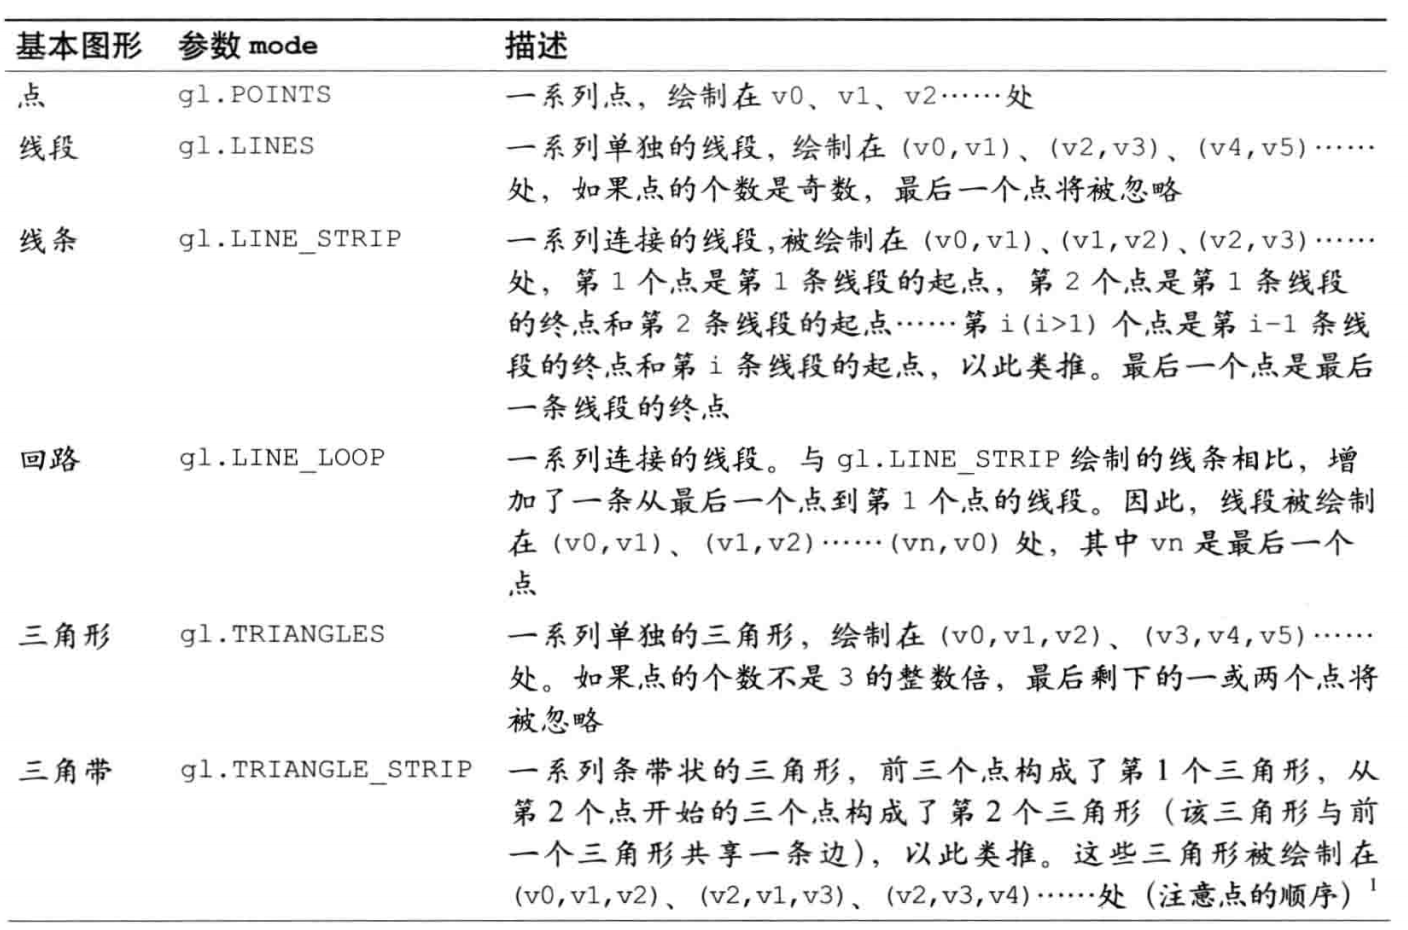 基本图形 参数 mode 描述
点 gl.POINTS 一系列点，绘制在 v0、v1、v2……处
线段 gl.LINES 一系列单独的线段，绘制在 (v0,v1)、(v2,v3)、(v4,v5)……
处，如果点的个数是奇数，最后一个点将被忽略
线条 gl.LINE_STRIP 一系列连接的线段,被绘制在 (v0,v1)、(v1,v2)、(v2,v3)……
处，第 1 个点是第 1 条线段的起点，第 2 个点是第 1 条线段
的终点和第 2 条线段的起点……第 i(i>1) 个点是第 i-1 条线
段的终点和第 i 条线段的起点，以此类推。最后一个点是最后
一条线段的终点
回路 gl.LINE_LOOP 一系列连接的线段。与 gl.LINE_STRIP 绘制的线条相比，增
加了一条从最后一个点到第 1 个点的线段。因此，线段被绘制
在 (v0,v1)、(v1,v2)……(vn,v0) 处，其中 vn 是最后一个
点
三角形 gl.TRIANGLES 一系列单独的三角形，绘制在 (v0,v1,v2)、(v3,v4,v5)……
处。如果点的个数不是 3 的整数倍，最后剩下的一或两个点将
被忽略
三角带 gl.TRIANGLE_STRIP 一系列条带状的三角形，前三个点构成了第 1 个三角形，从
第 2 个点开始的三个点构成了第 2 个三角形（该三角形与前
一个三角形共享一条边），以此类推。这些三角形被绘制在
(v0,v1,v2)、(v2,v1,v3)、(v2,v3,v4)……处（注意点的顺序）1